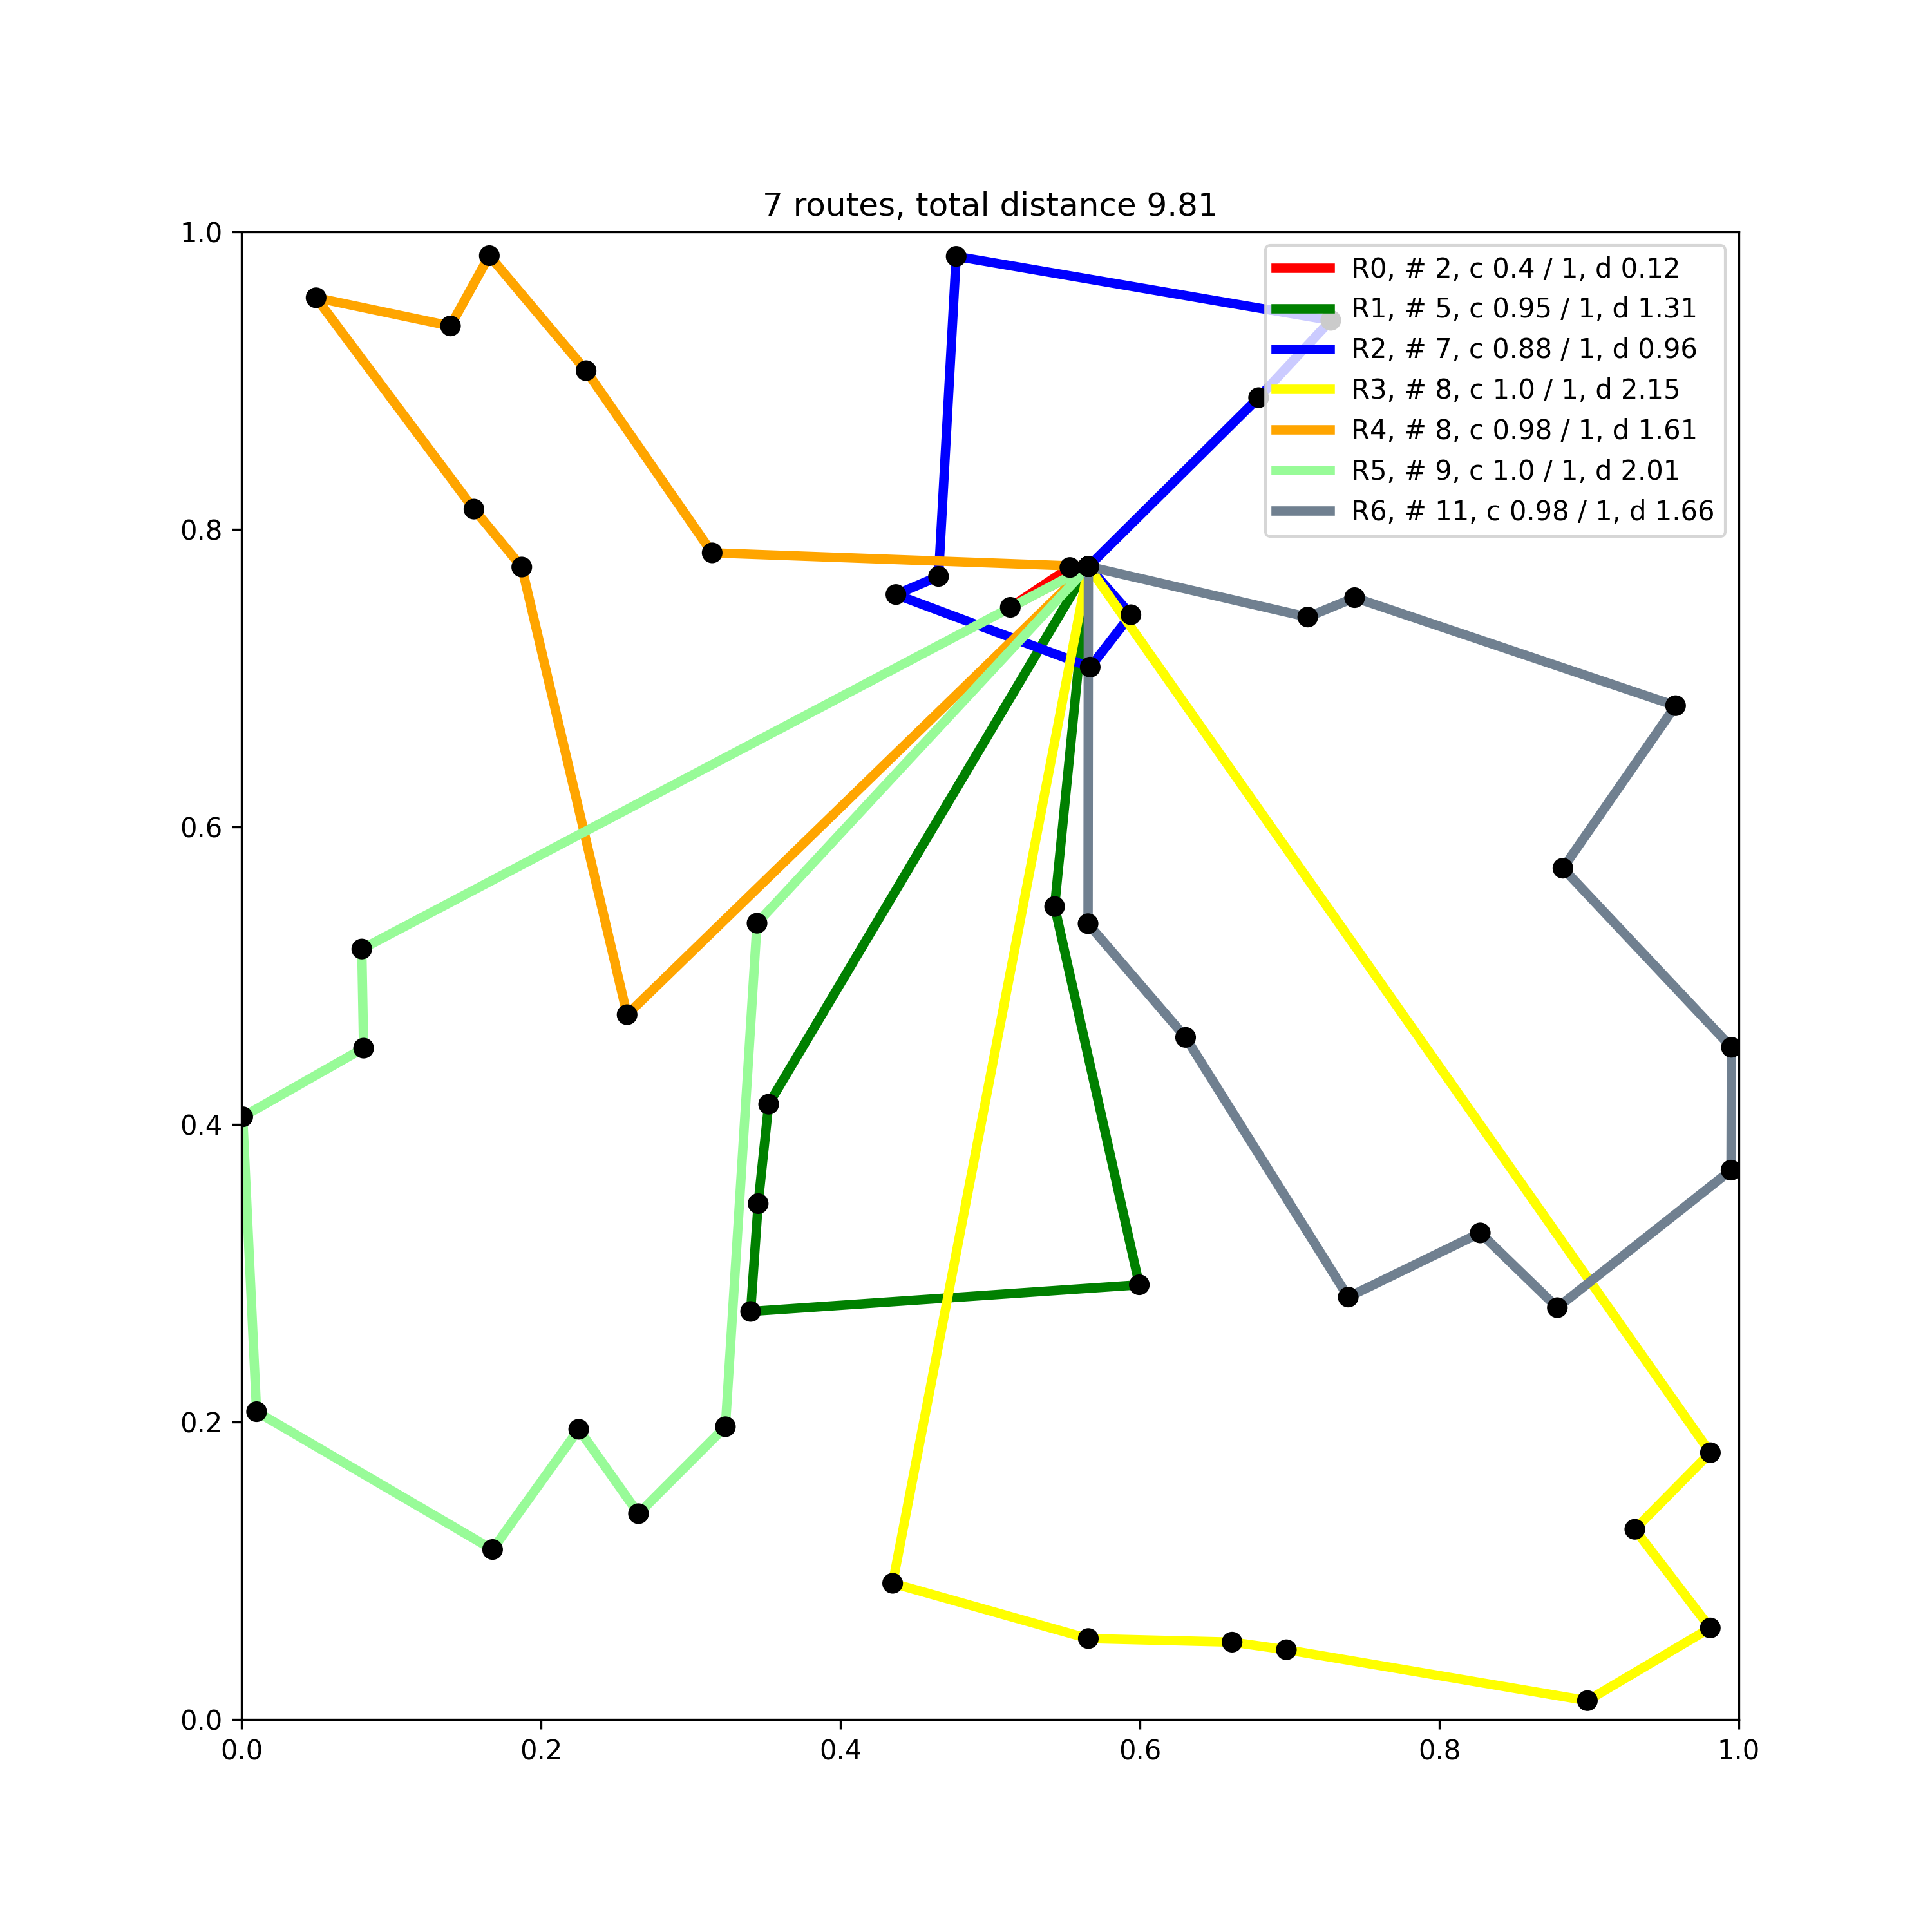 7 routes, total distance 9.81
1.0
0.8
0.6
0.4
0.2
0.0
0.0 0.2 0.4 0.6 0.8 1.0
R0, # 2, c 0.4 / 1, d 0.12
R1, # 5, c 0.95 / 1, d 1.31
R2, # 7, c 0.88 / 1, d 0.96
R3, # 8, c 1.0 / 1, d 2.15
R4, # 8, c 0.98 / 1, d 1.61
R5, # 9, c 1.0 / 1, d 2.01
R6, # 11, c 0.98 / 1, d 1.66